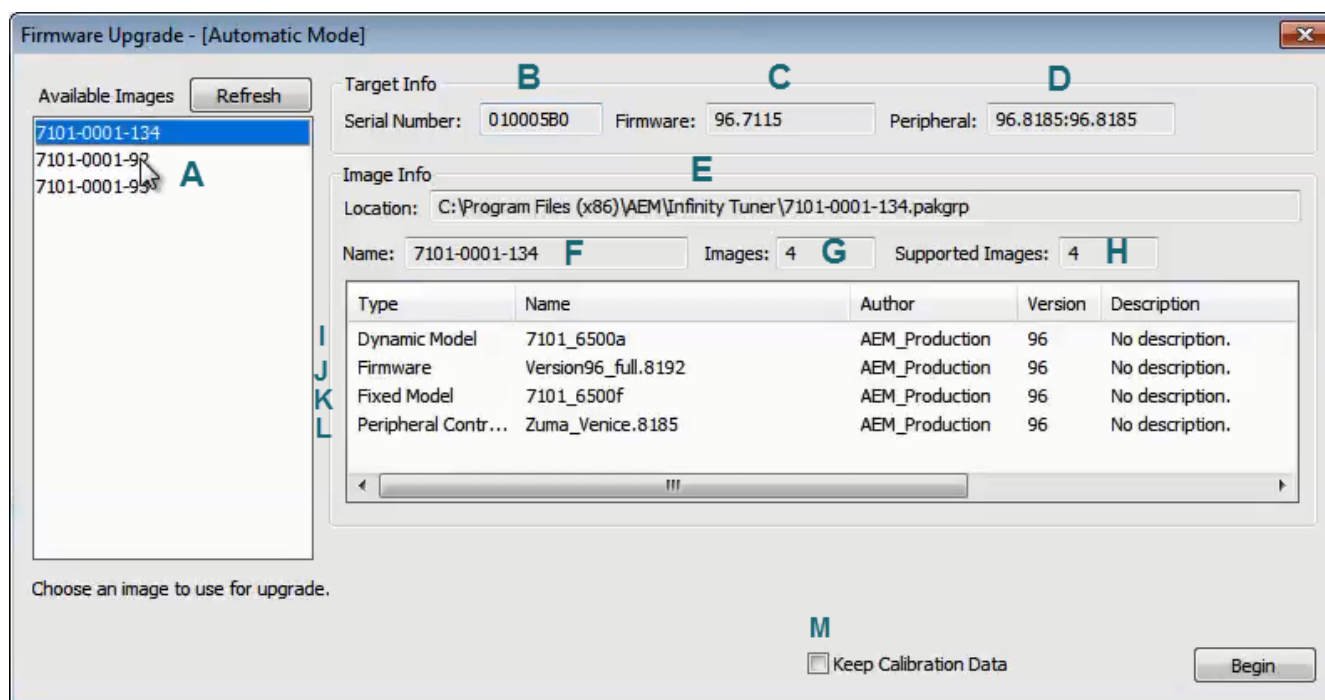 Firmware Upgrade - [Automatic Mode]
Available Images Refresh
7101-0001-134
7101-0001-9
7101-0001-9
A
Target Info B C D
Serial Number: 010005B0 Firmware: 96.7115 Peripheral: 96.8185:96.8185
Image Info E
Location: C:\Program Files (x86)\AEM\Infinity Tuner\7101-0001-134.pakgrp
Name: 7101-0001-134 F Images: 4 G Supported Images: 4 H
Type Name Author Version Description
I Dynamic Model 7101_6500a AEM_Production 96 No description.
J Firmware Version96_full.8192 AEM_Production 96 No description.
K Fixed Model 7101_6500f AEM_Production 96 No description.
L Peripheral Contr... Zuma_Venice.8185 AEM_Production 96 No description.
Choose an image to use for upgrade.
M
Keep Calibration Data Begin